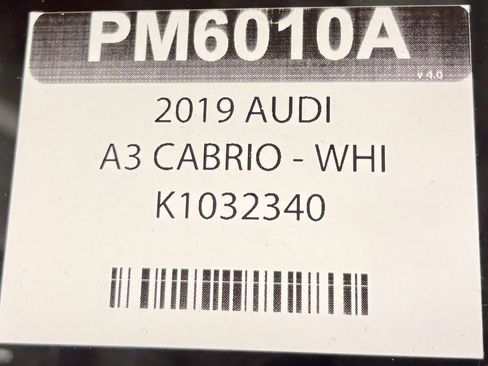 PM6010A
v 4.0
2019 AUDI
A3 CABRIO - WHI
K1032340